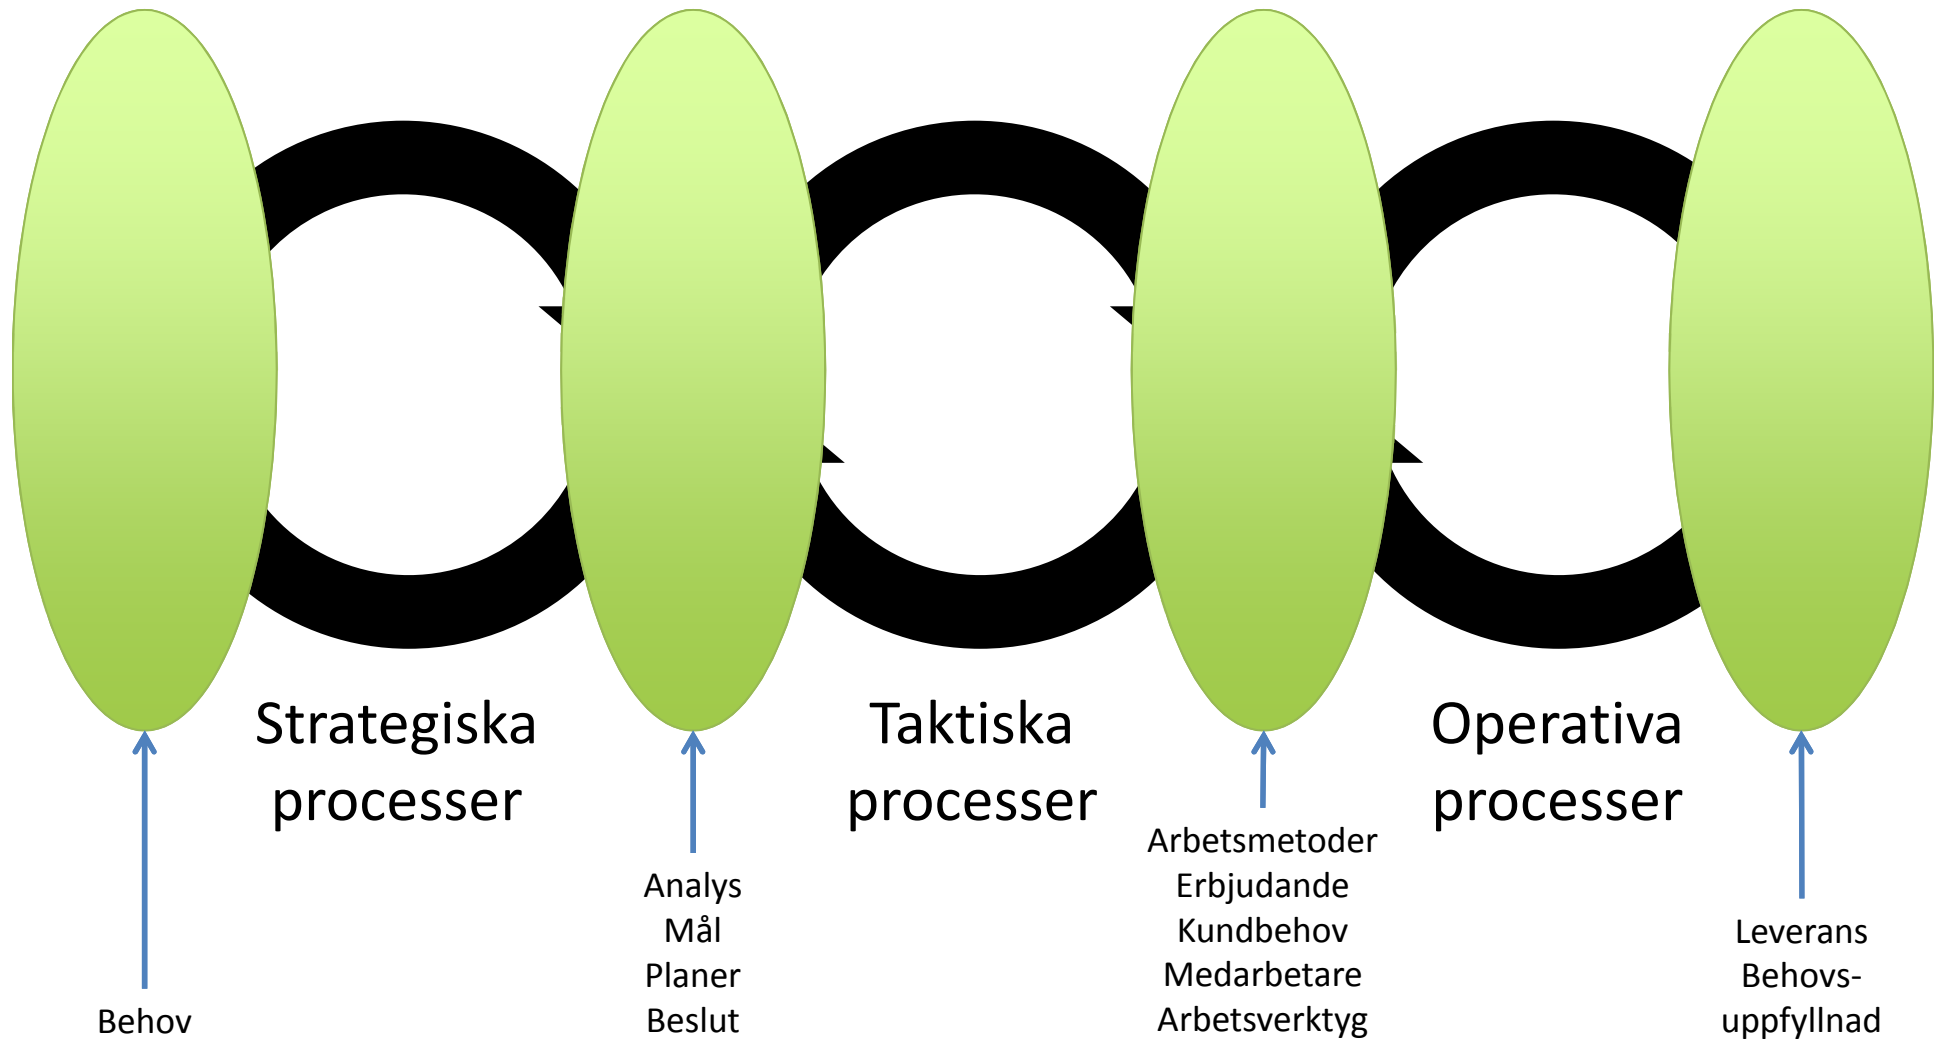 Strategiska
processer
Taktiska
processer
Operativa
processer
Behov
Analys
Mål
Planer
Beslut
Arbetsmetoder
Erbjudande
Kundbehov
Medarbetare
Arbetsverktyg
Leverans
Behovs-
uppfyllnad